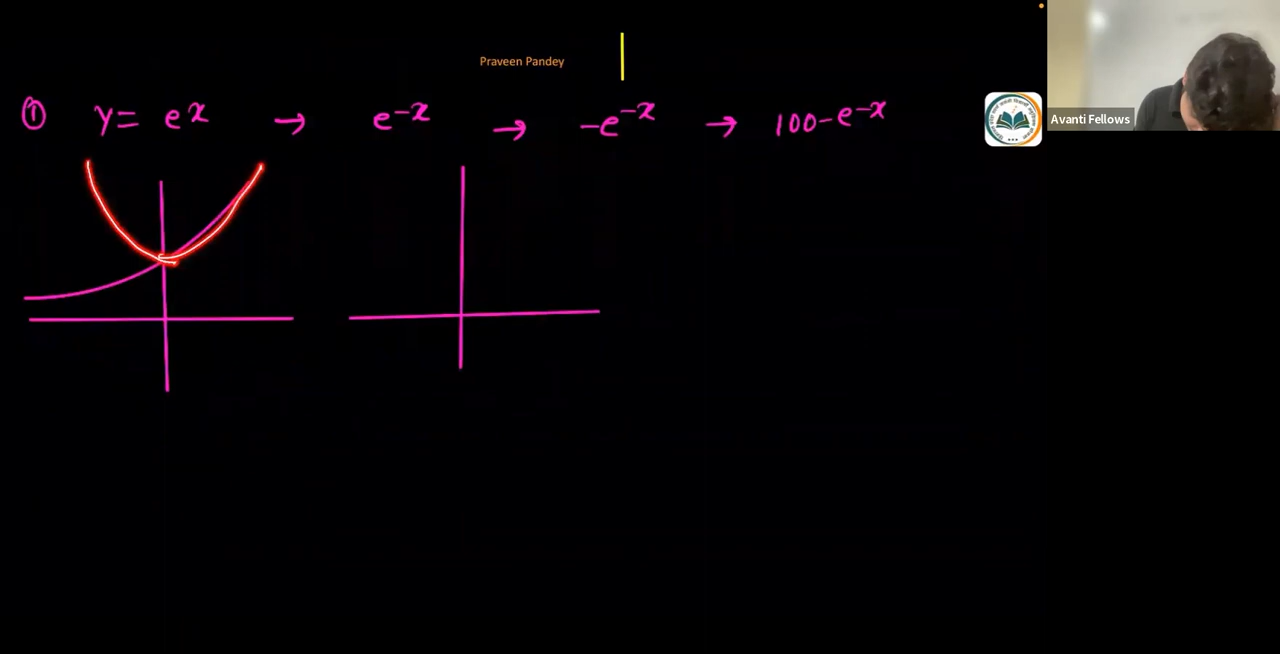 Praveen Pandey
① y = e^x → e^-x → -e^-x → 100-e^-x
Avanti Fellows